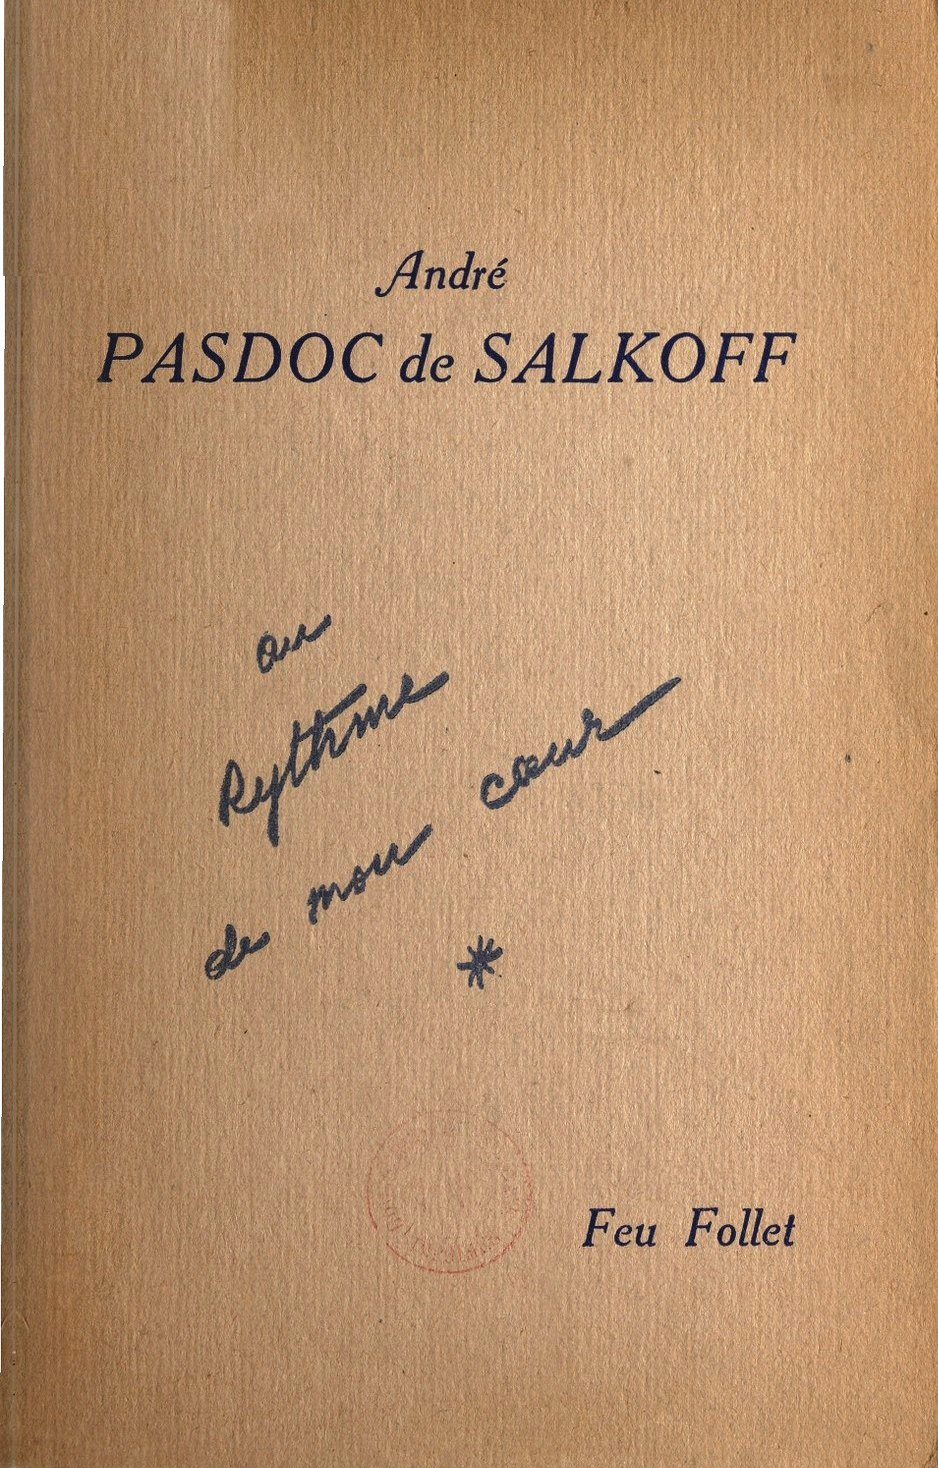 André
PASDOC de SALKOFF
au
Rythme
de mon cœur
*
Feu Follet